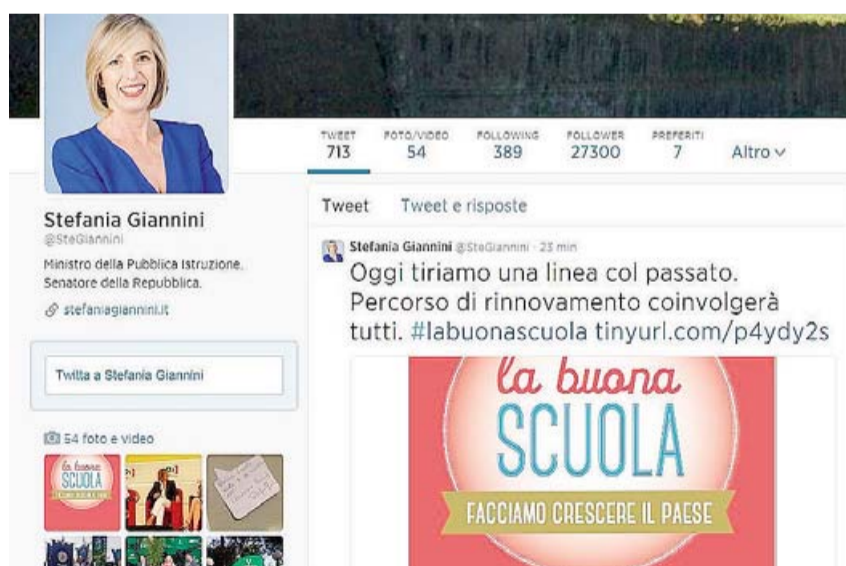 TWEET FOTO/VIDEO FOLLOWING FOLLOWER PREFERITI
713 54 389 27300 7 Altro
Stefania Giannini
@SteGiannini
Ministro della Pubblica Istruzione.
Senatore della Repubblica.
stefaniagiannini.it
Twitta a Stefania Giannini
54 foto e video
la buona
SCUOLA
Tweet Tweet e risposte
Stefania Giannini @SteGiannini · 23 min
Oggi tiriamo una linea col passato.
Percorso di rinnovamento coinvolgerà
tutti. #labuonascuola tinyurl.com/p4ydy2s
la buona
SCUOLA
FACCIAMO CRESCERE IL PAESE